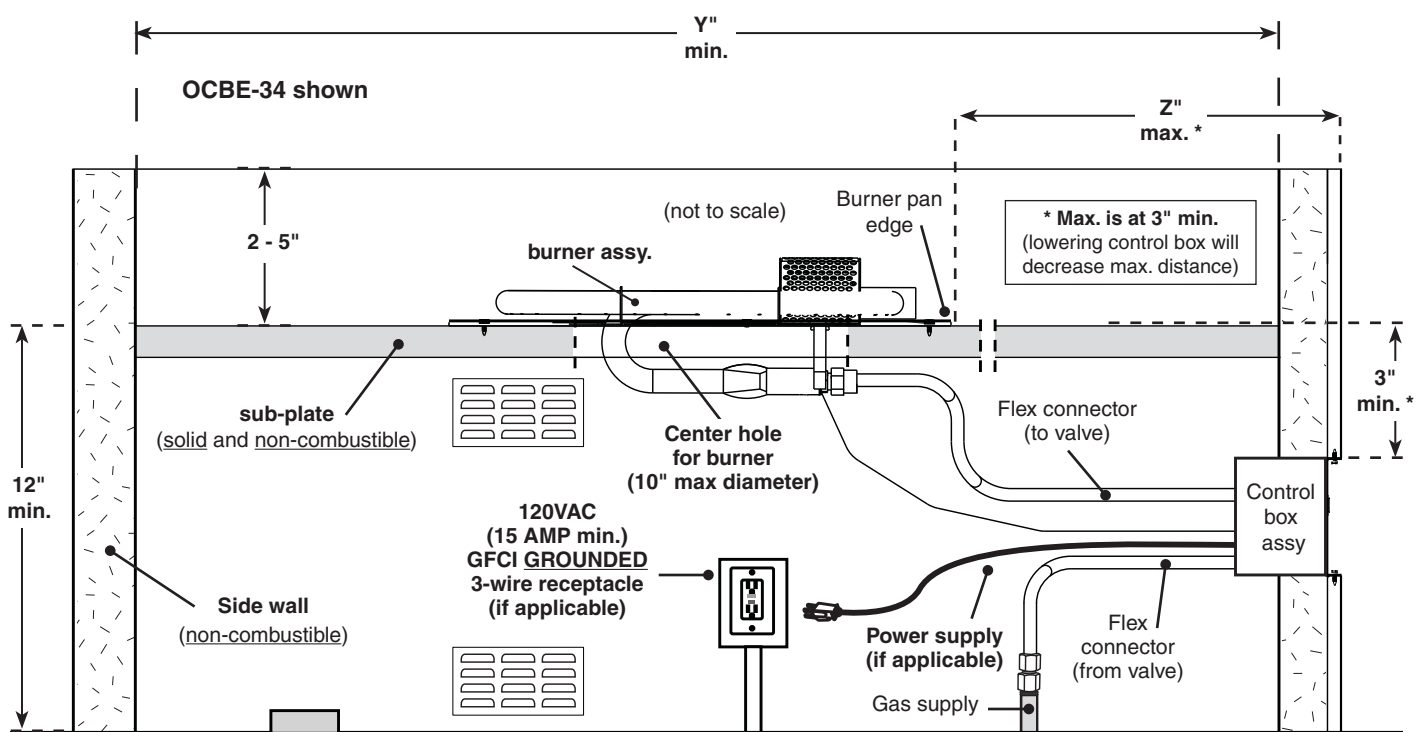 Y"
min.
OCBE-34 shown
Z"
max. *
(not to scale)
Burner pan
edge
* Max. is at 3" min.
(lowering control box will
decrease max. distance)
2 - 5"
burner assy.
sub-plate
(solid and non-combustible)
Center hole
for burner
(10" max diameter)
Flex connector
(to valve)
3"
min. *
12"
min.
120VAC
(15 AMP min.)
GFCI GROUNDED
3-wire receptacle
(if applicable)
Control
box
assy
Side wall
(non-combustible)
Power supply
(if applicable)
Flex
connector
(from valve)
Gas supply